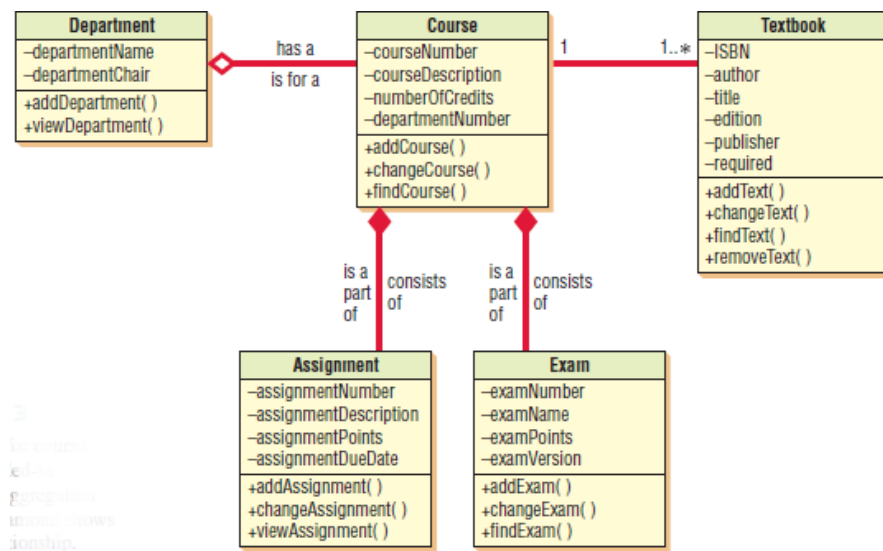 Department
–departmentName
–departmentChair
+addDepartment( )
+viewDepartment( )
has a
is for a
Course
–courseNumber
–courseDescription
–numberOfCredits
–departmentNumber
+addCourse( )
+changeCourse( )
+findCourse( )
1
1..*
Textbook
–ISBN
–author
–title
–edition
–publisher
–required
+addText( )
+changeText( )
+findText( )
+removeText( )
is a
part
of
consists
of
is a
part
of
consists
of
Assignment
–assignmentNumber
–assignmentDescription
–assignmentPoints
–assignmentDueDate
+addAssignment( )
+changeAssignment( )
+viewAssignment( )
Exam
–examNumber
–examName
–examPoints
–examVersion
+addExam( )
+changeExam( )
+findExam( )
3
shows